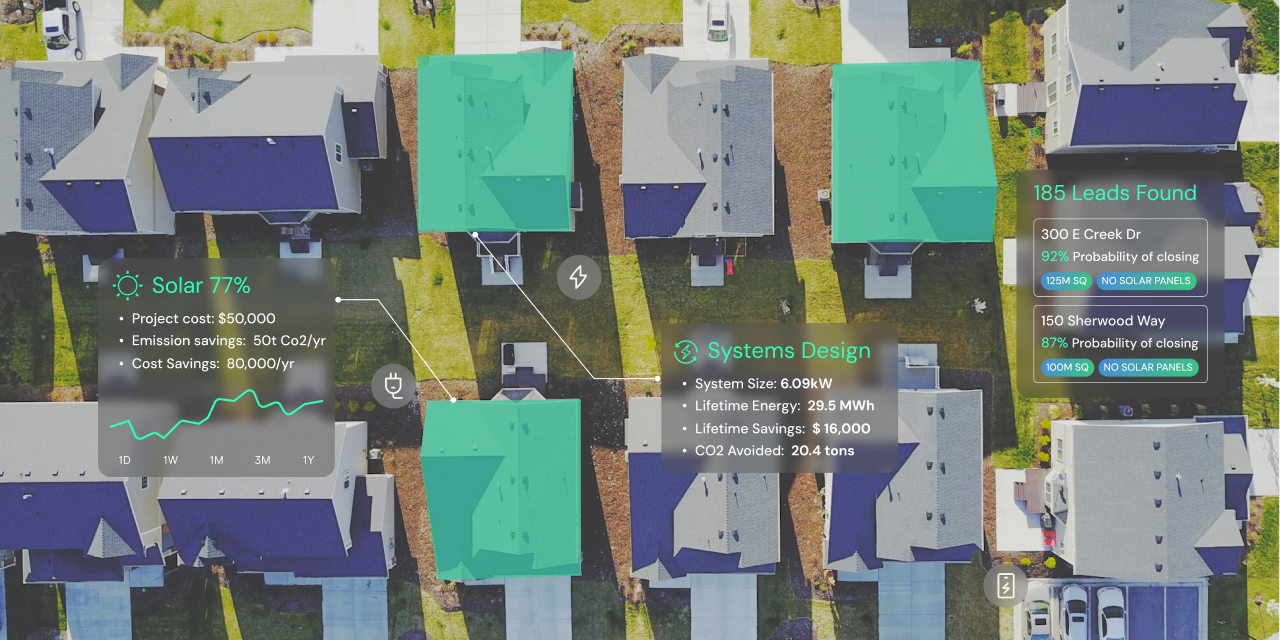 Solar 77%
• Project cost: $50,000
• Emission savings: 50t Co2/yr
• Cost Savings: 80,000/yr
1D 1W 1M 3M 1Y
Systems Design
• System Size: 6.09kW
• Lifetime Energy: 29.5 MWh
• Lifetime Savings: $ 16,000
• CO2 Avoided: 20.4 tons
185 Leads Found
300 E Creek Dr
92% Probability of closing
125M SQ NO SOLAR PANELS
150 Sherwood Way
87% Probability of closing
100M SQ NO SOLAR PANELS